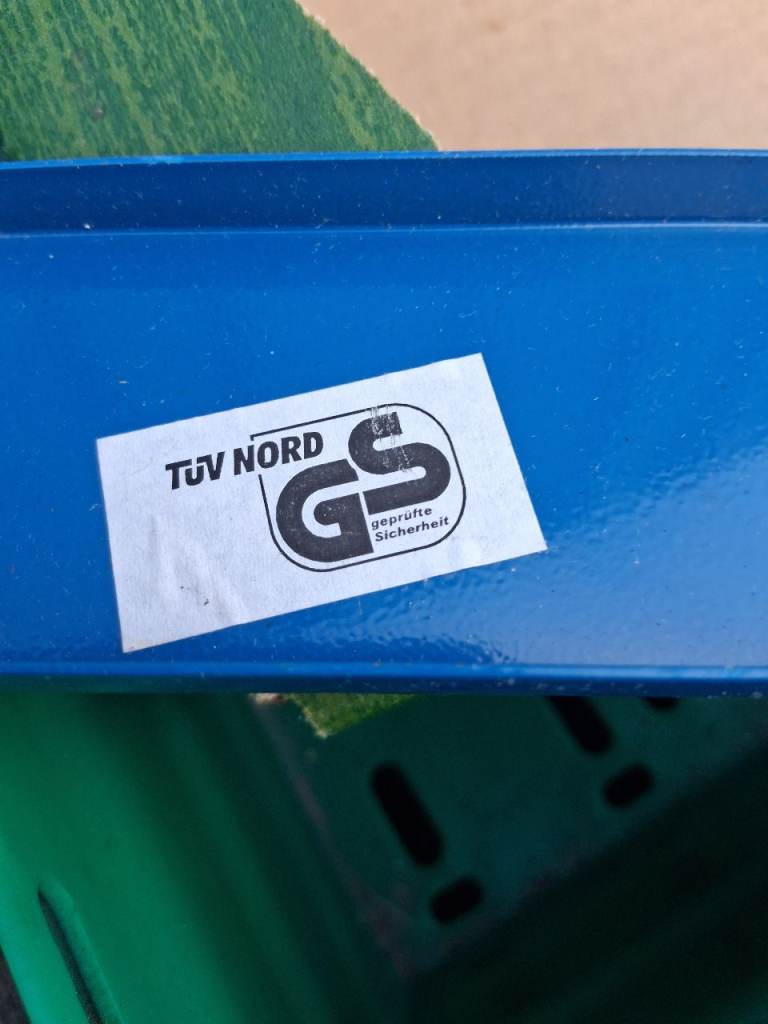 TÜV NORD
GS
geprüfte
Sicherheit